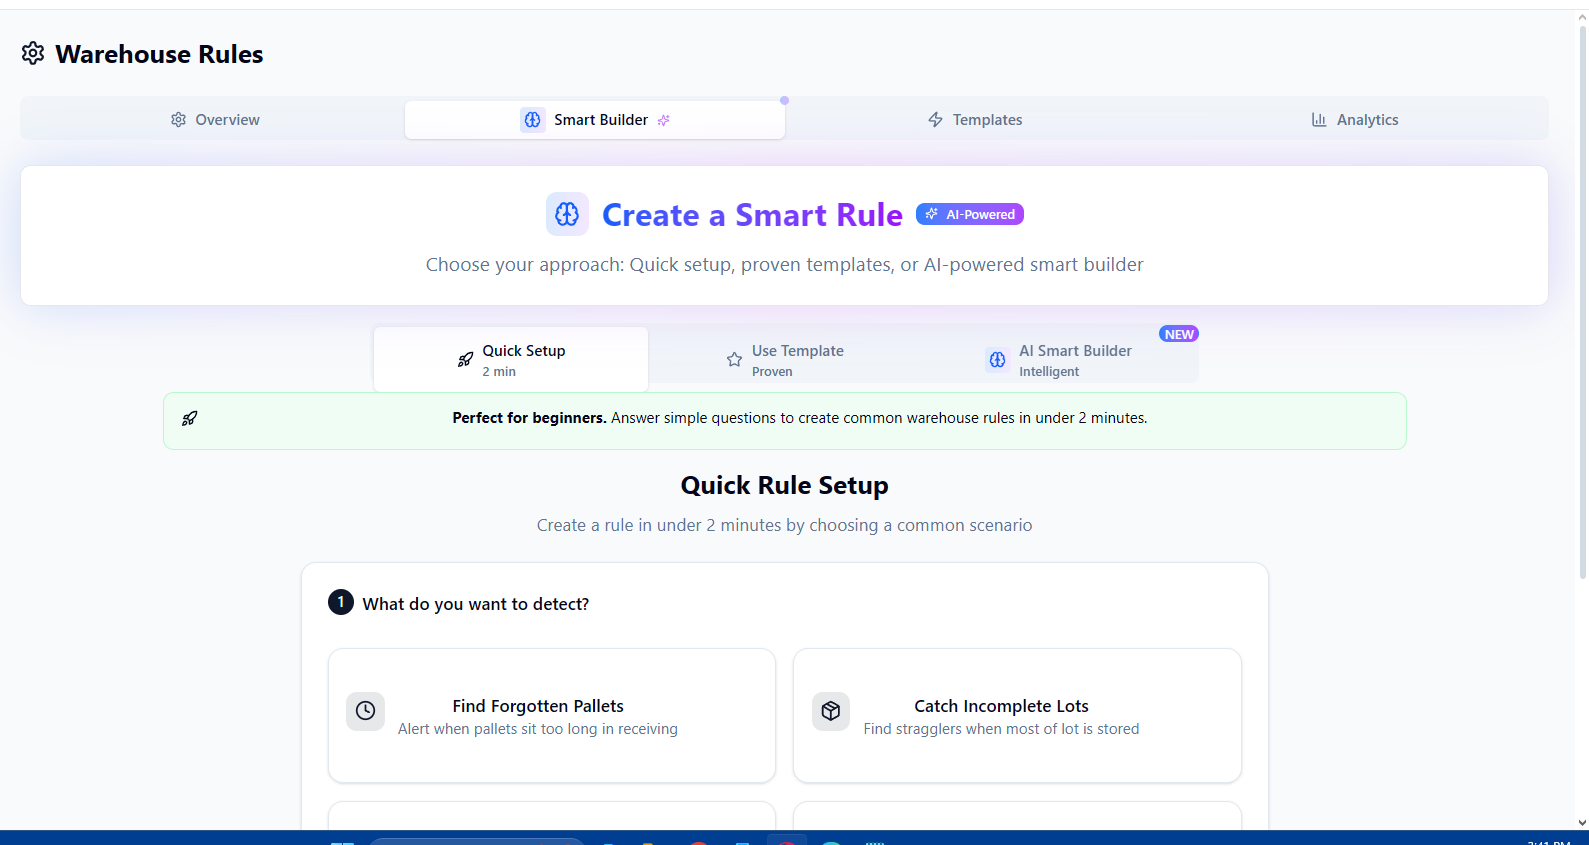 Warehouse Rules
Overview
Smart Builder
Templates
Analytics
Create a Smart Rule
AI-Powered
Choose your approach: Quick setup, proven templates, or AI-powered smart builder
Quick Setup
2 min
Use Template
Proven
NEW
AI Smart Builder
Intelligent
Perfect for beginners. Answer simple questions to create common warehouse rules in under 2 minutes.
Quick Rule Setup
Create a rule in under 2 minutes by choosing a common scenario
1 What do you want to detect?
Find Forgotten Pallets
Alert when pallets sit too long in receiving
Catch Incomplete Lots
Find stragglers when most of lot is stored